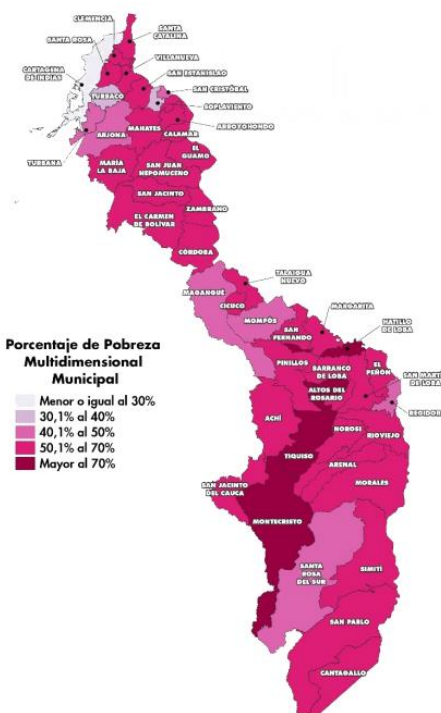 CLEMENCIA
SANTA
CATALINA
SANTA ROSA
VILLANUEVA
CARTAGENA
DE INDIAS
SAN ESTANISLAO
SAN CRISTÓBAL
TURBACO
SOPLAVIENTO
ARROYOHONDO
MAHATES
ARJONA
CALAMAR
TURBANA
EL
GUAMO
MARÍA
LA BAJA
SAN JUAN
NEPOMUCENO
SAN JACINTO
ZAMBRANO
EL CARMEN
DE BOLÍVAR
CÓRDOBA
TALAIGUA
NUEVO
MAGANGUÉ
CICUCO
MARGARITA
MOMPÓS
HATILLO
DE LOBA
SAN
FERNANDO
Porcentaje de Pobreza
Multidimensional
Municipal
Menor o igual al 30%
30,1% al 40%
40,1% al 50%
50,1% al 70%
Mayor al 70%
PINILLOS
BARRANCO
DE LOBA
EL
PEÑÓN
SAN MARTÍ
DE LOBA
ALTOS DEL
ROSARIO
REGIDOR
ACHÍ
NOROSÍ
RIOVIEJO
TIQUISO
ARENAL
MORALES
SAN JACINTO
DEL CAUCA
MONTECRISTO
SANTA
ROSA
DEL SUR
SIMITÍ
SAN PABLO
CANTAGALLO